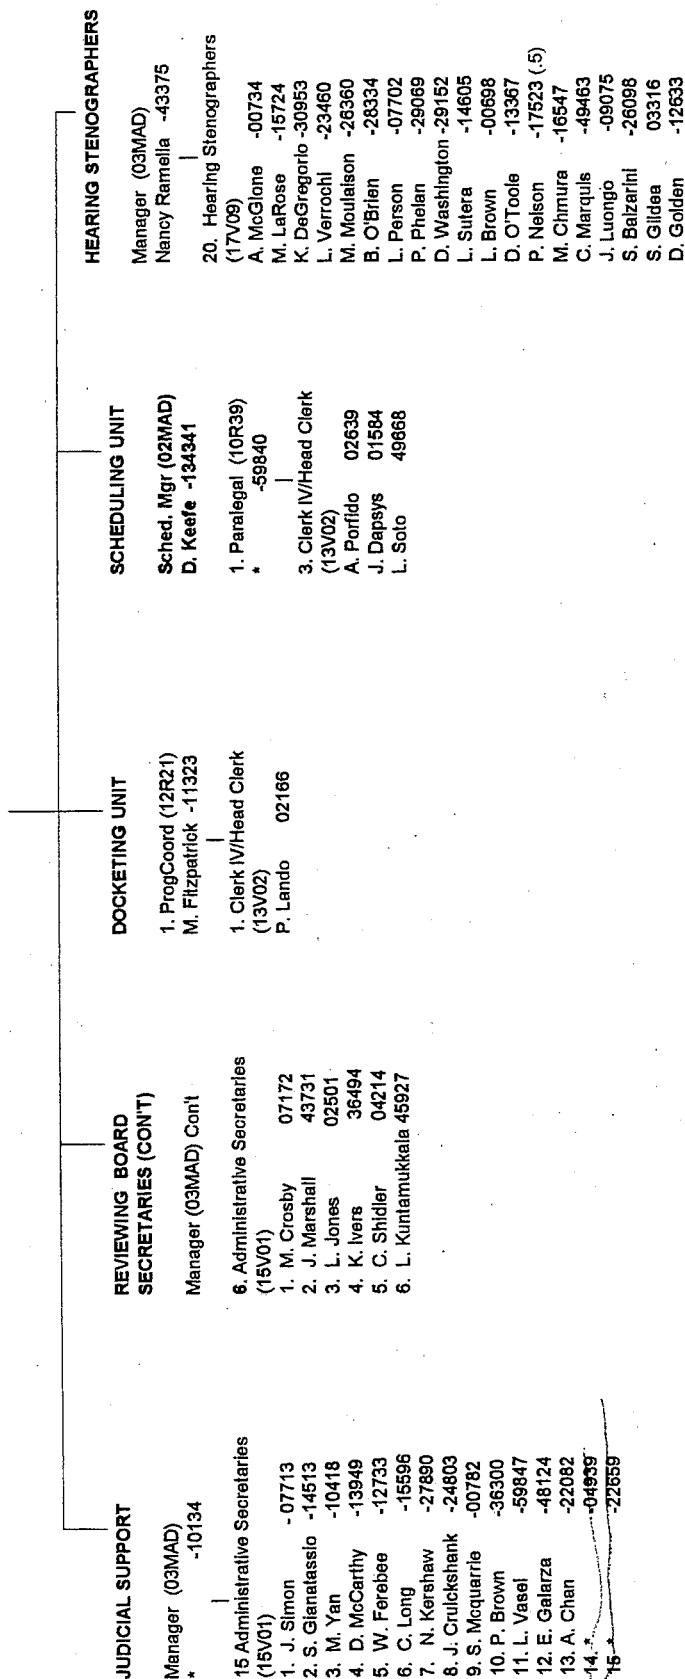 JUDICIAL SUPPORT
Manager (03MAD)
* -10134
15 Administrative Secretaries
(15V01)
1. J. Simon - 07713
2. S. Gianatassio -14513
3. M. Yan -10418
4. D. McCarthy -13949
5. W. Ferebee -12733
6. C. Long -15596
7. N. Kershaw -27890
8. J. Cruickshank -24803
9. S. Mcquarrie -00782
10. P. Brown -36300
11. L. Vasel -59847
12. E. Galarza -48124
13. A. Chan -22082
14. * -04939
15 * -22659
REVIEWING BOARD
SECRETARIES (CON'T)
Manager (03MAD) Con't
6. Administrative Secretaries
(15V01)
1. M. Crosby 07172
2. J. Marshall 43731
3. L. Jones 02501
4. K. Ivers 36494
5. C. Shidler 04214
6. L. Kuntamukkala 45927
DOCKETING UNIT
1. ProgCoord (12R21)
M. Fitzpatrick -11323
1. Clerk IV/Head Clerk
(13V02)
P. Lando 02166
SCHEDULING UNIT
Sched. Mgr (02MAD)
D. Keefe -134341
1. Paralegal (10R39)
* -59840
3. Clerk IV/Head Clerk
(13V02)
A. Porfido 02639
J. Dapsys 01584
L. Soto 49668
HEARING STENOGRAPHERS
Manager (03MAD)
Nancy Ramella -43375
20. Hearing Stenographers
(17V09)
A. McGlone -00734
M. LaRose -15724
K. DeGregorio -30953
L. Verrochi -23460
M. Moulaison -26360
B. O'Brien -28334
L. Person -07702
P. Phelan -29069
D. Washington -29152
L. Sutera -14605
L. Brown -00698
D. O'Toole -13367
P. Nelson -17523 (.5)
M. Chmura -16547
C. Marquis -49463
J. Luongo -09075
S. Balzarini -26098
S. Gildea 03316
D. Golden -12633